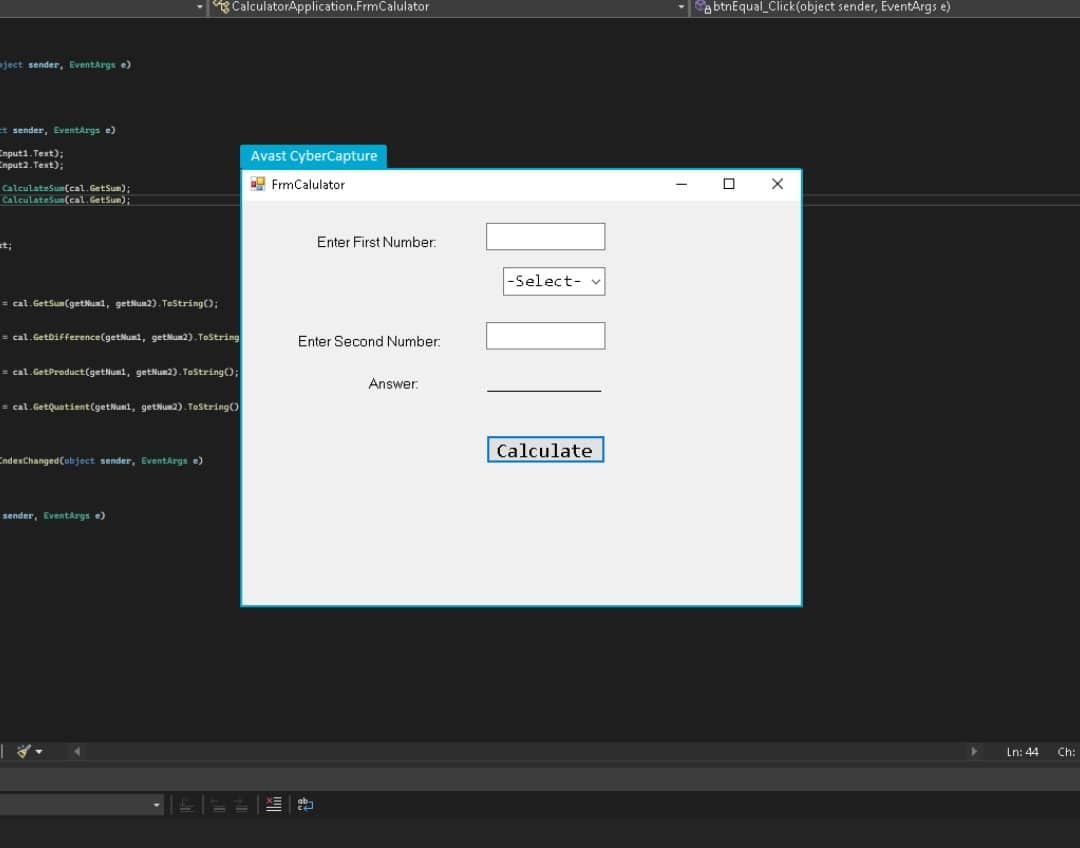 CalculatorApplication.FrmCalulator
btnEqual_Click(object sender, EventArgs e)
ject sender, EventArgs e)
ct sender, EventArgs e)
Input1.Text);
Input2.Text);
CalculateSum(cal.GetSum);
CalculateSum(cal.GetSum);
xt;
= cal.GetSum(getNum1, getNum2).ToString();
= cal.GetDifference(getNum1, getNum2).ToString
= cal.GetProduct(getNum1, getNum2).ToString();
= cal.GetQuotient(getNum1, getNum2).ToString()
IndexChanged(object sender, EventArgs e)
sender, EventArgs e)
Avast CyberCapture
FrmCalulator
Enter First Number:
-Select-
Enter Second Number:
Answer:
Calculate
Ln: 44 Ch: